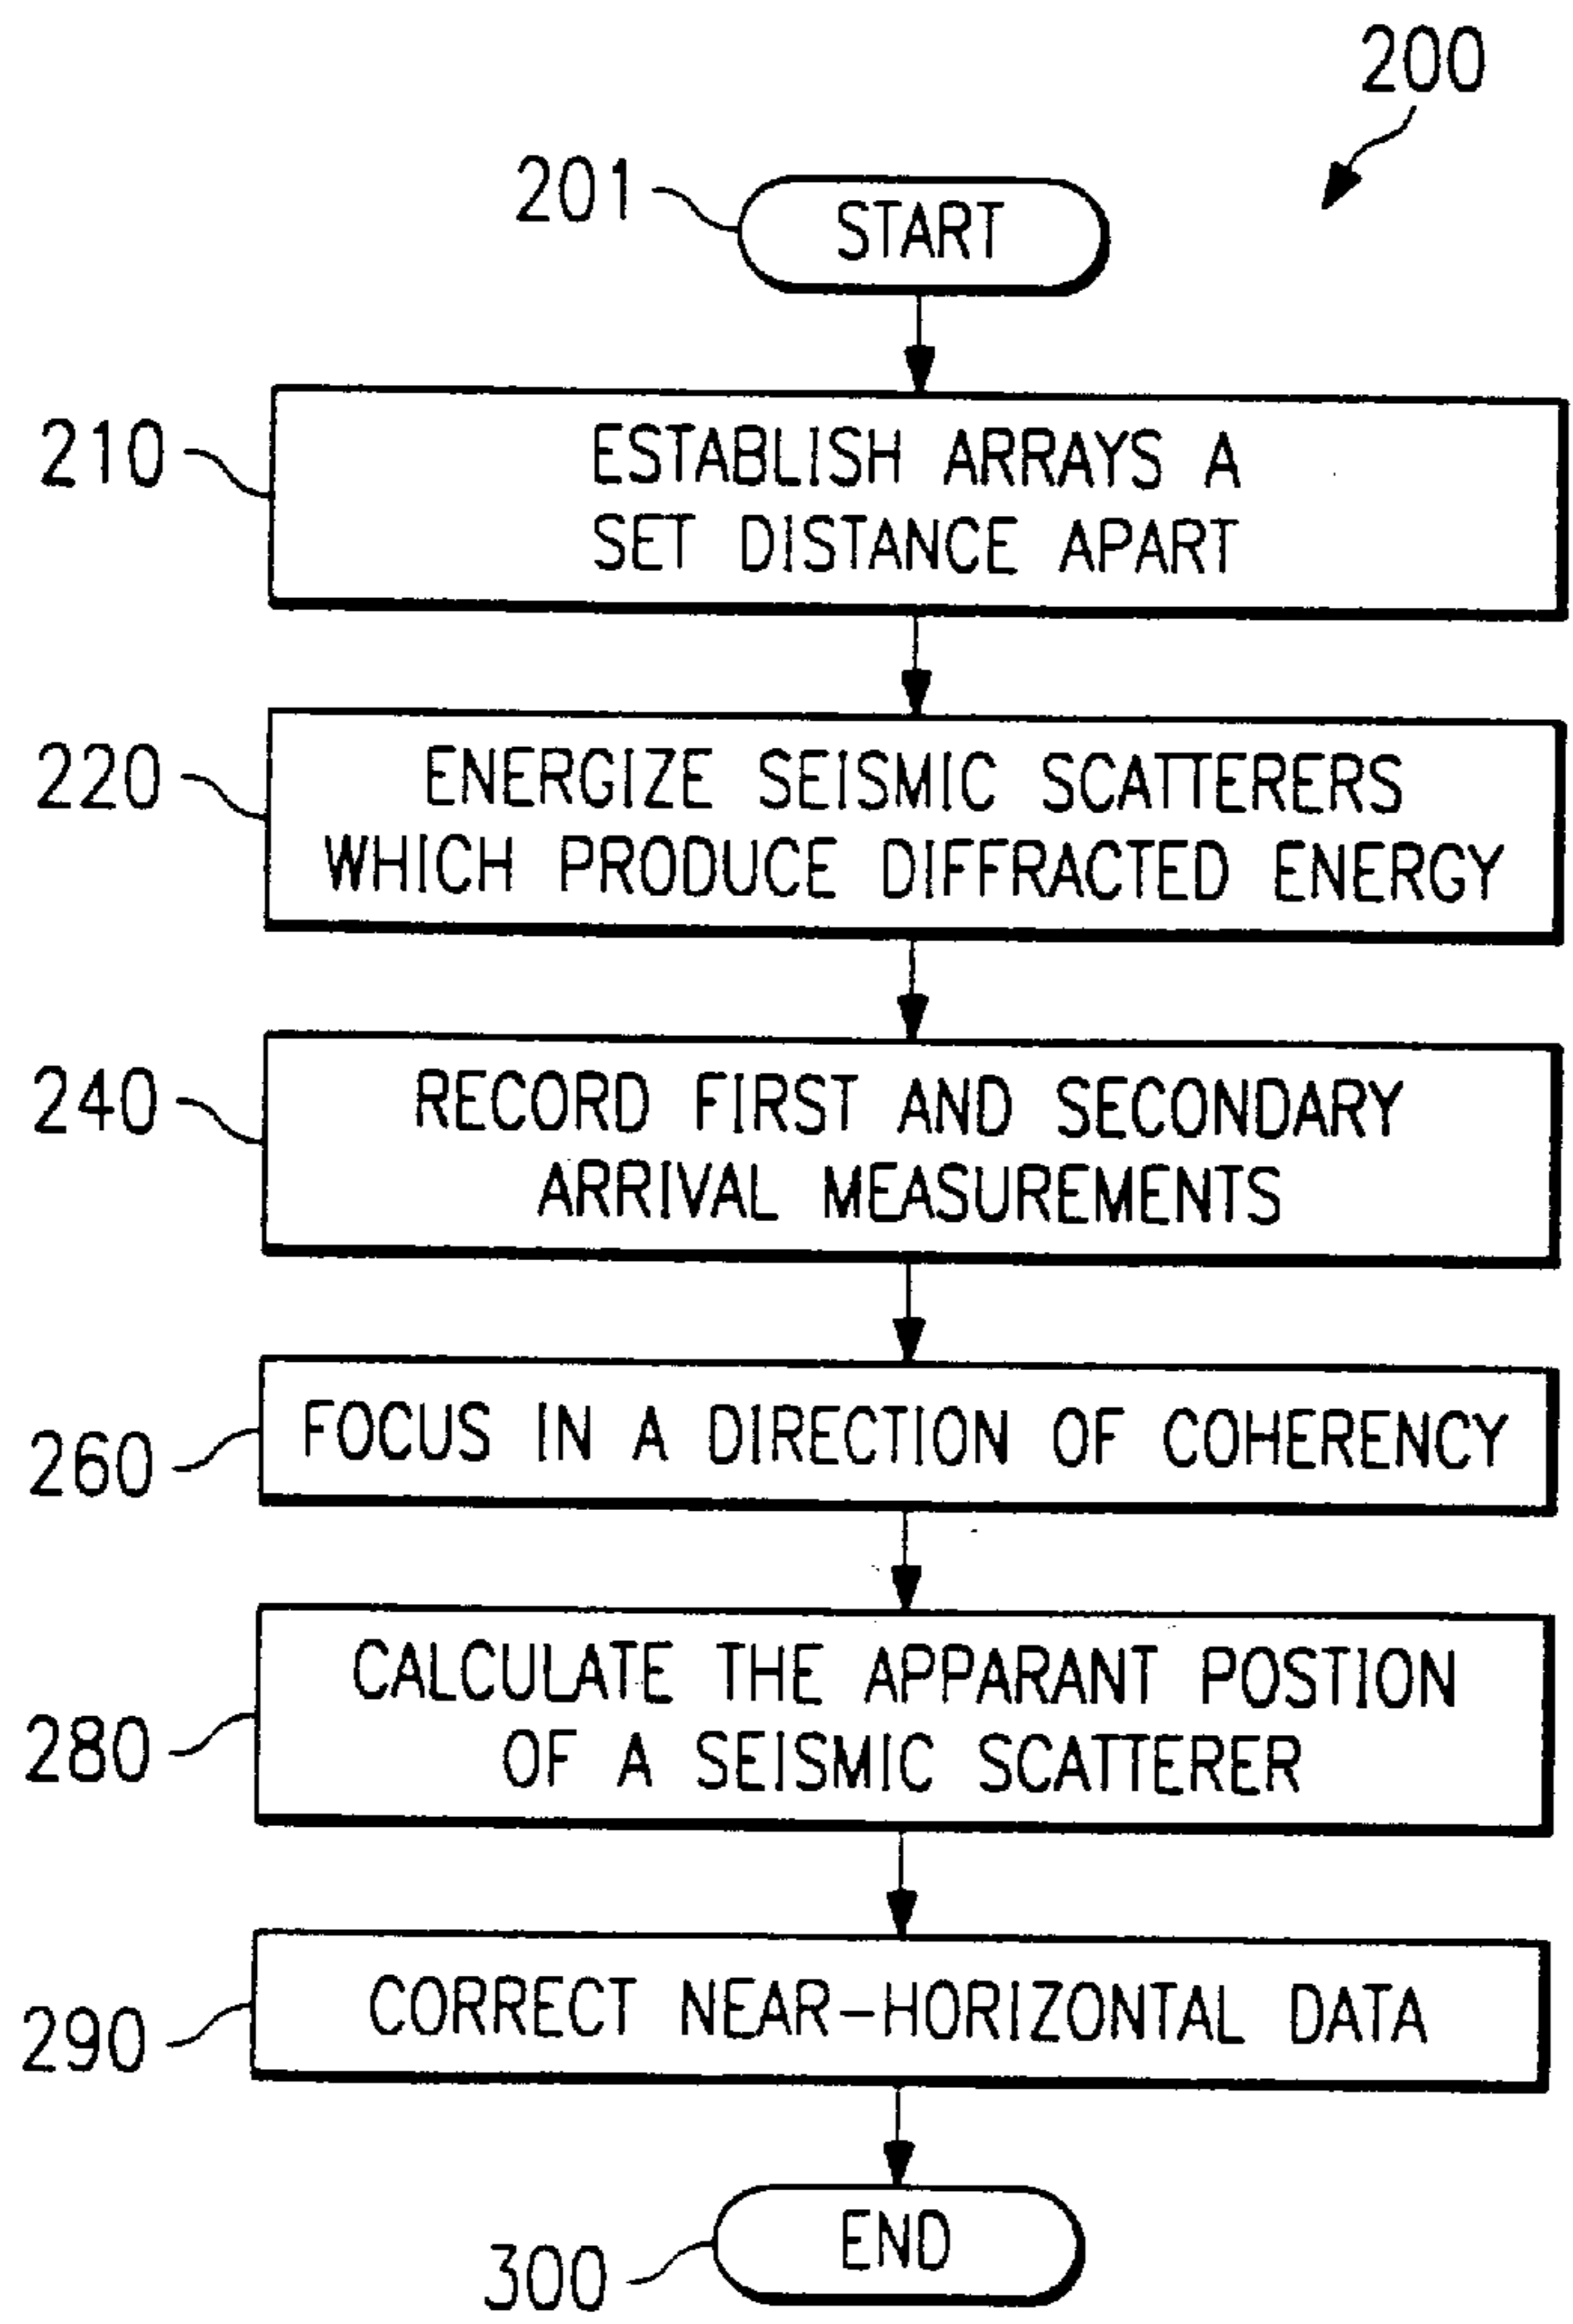 200
201
START
210
ESTABLISH ARRAYS A
SET DISTANCE APART
220
ENERGIZE SEISMIC SCATTERERS
WHICH PRODUCE DIFFRACTED ENERGY
240
RECORD FIRST AND SECONDARY
ARRIVAL MEASUREMENTS
260
FOCUS IN A DIRECTION OF COHERENCY
280
CALCULATE THE APPARANT POSTION
OF A SEISMIC SCATTERER
290
CORRECT NEAR-HORIZONTAL DATA
300
END